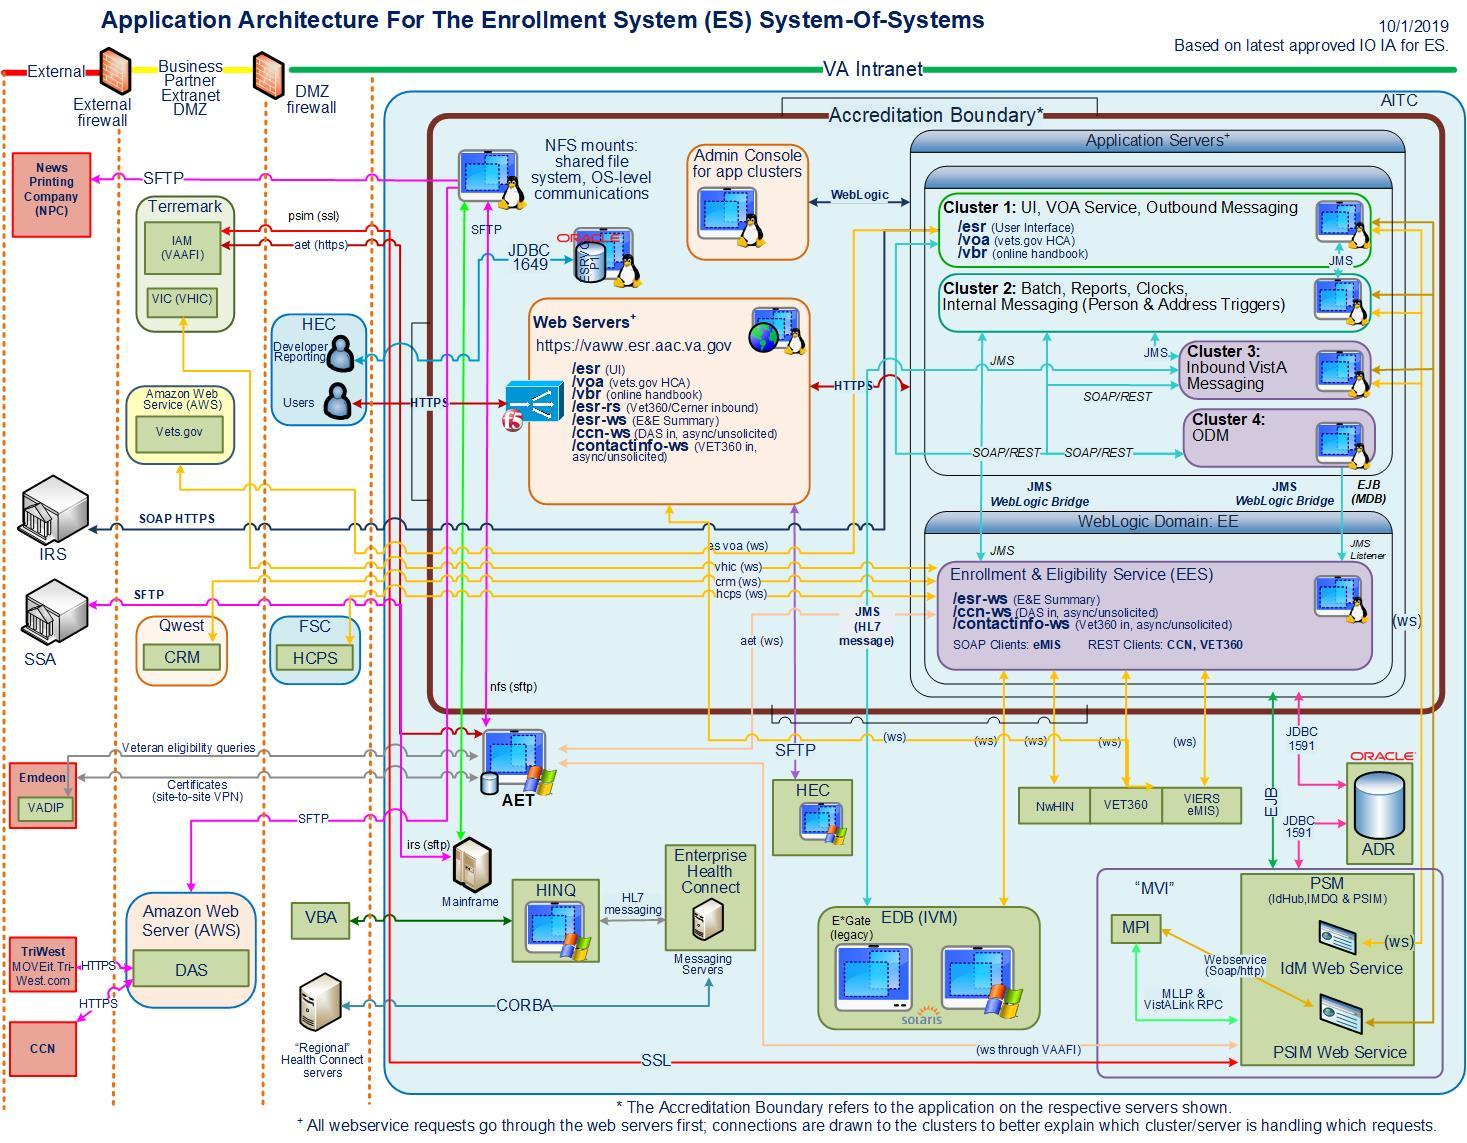 Application Architecture For The Enrollment System (ES) System-Of-Systems
10/1/2019
Based on latest approved IO IA for ES.
External
External
firewall
Business
Partner
Extranet
DMZ
DMZ
firewall
VA Intranet
AITC
Accreditation Boundary*
News
Printing
Company
(NPC)
SFTP
Terremark
IAM
(VAAFI)
VIC (VHIC)
psim (ssl)
aet (https)
NFS mounts:
shared file
system, OS-level
communications
SFTP
JDBC
1649
ORACLE
ESRV
P1
Admin Console
for app clusters
WebLogic
Application Servers+
Cluster 1: UI, VOA Service, Outbound Messaging
/esr (User Interface)
/voa (vets.gov HCA)
/vbr (online handbook)
JMS
Cluster 2: Batch, Reports, Clocks,
Internal Messaging (Person & Address Triggers)
JMS
JMS
Cluster 3:
Inbound VistA
Messaging
SOAP/REST
Cluster 4:
ODM
SOAP/REST
SOAP/REST
HEC
Developer
Reporting
Users
HTTPS
Web Servers+
https://vaww.esr.aac.va.gov
/esr (UI)
/voa (vets.gov HCA)
/vbr (online handbook)
/esr-rs (Vet360/Cerner inbound)
/esr-ws (E&E Summary)
/ccn-ws (DAS in, async/unsolicited)
/contactinfo-ws (VET360 in,
async/unsolicited)
f5
HTTPS
Amazon Web
Service (AWS)
Vets.gov
JMS
WebLogic Bridge
JMS
WebLogic Bridge
EJB
(MDB)
IRS
SOAP HTTPS
WebLogic Domain: EE
JMS
JMS
Listener
es voa (ws)
vhic (ws)
crm (ws)
hcps (ws)
Enrollment & Eligibility Service (EES)
/esr-ws (E&E Summary)
/ccn-ws (DAS in, async/unsolicited)
/contactinfo-ws (Vet360 in, async/unsolicited)
SOAP Clients: eMIS
REST Clients: CCN, VET360
SSA
SFTP
Qwest
CRM
FSC
HCPS
aet (ws)
JMS
(HL7
message)
(ws)
nfs (sftp)
Veteran eligibility queries
Emdeon
VADIP
Certificates
(site-to-site VPN)
AET
SFTP
SFTP
(ws)
(ws)
(ws)
(ws)
(ws)
HEC
NwHIN
VET360
VIERS
eMIS)
EJB
JDBC
1591
JDBC
1591
ORACLE
ADR
irs (sftp)
Mainframe
Amazon Web
Server (AWS)
DAS
TriWest
MOVEit.Tri-
West.com
HTTPS
HTTPS
CCN
VBA
HINQ
HL7
messaging
Enterprise
Health
Connect
Messaging
Servers
CORBA
"Regional"
Health Connect
servers
EDB (IVM)
E*Gate
(legacy)
SOLARIS
"MVI"
MPI
PSM
(IdHub,IMDQ & PSIM)
(ws)
IdM Web Service
Webservice
(Soap/http)
MLLP &
VistALink RPC
PSIM Web Service
(ws through VAAFI)
SSL
* The Accreditation Boundary refers to the application on the respective servers shown.
+ All webservice requests go through the web servers first; connections are drawn to the clusters to better explain which cluster/server is handling which requests.